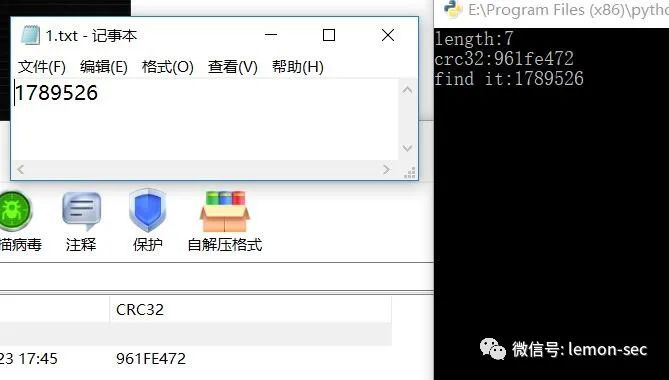 1.txt - 记事本
文件(F) 编辑(E) 格式(O) 查看(V) 帮助(H)
1789526
E:\Program Files (x86)\pytho
length:7
crc32:961fe472
find it:1789526
描病毒 注释 保护 自解压格式
CRC32
23 17:45 961FE472
微信号: lemon-sec